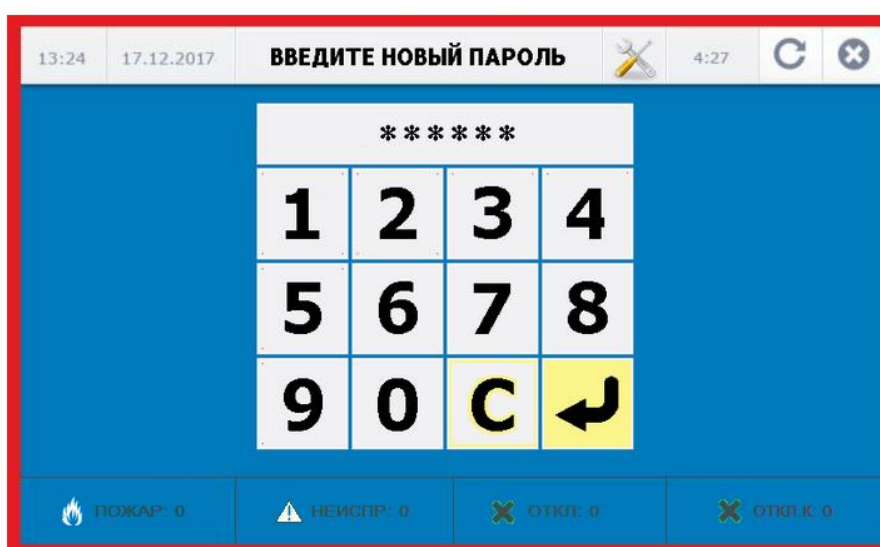 13:24 17.12.2017 ВВЕДИТЕ НОВЫЙ ПАРОЛЬ 4:27
******
1 2 3 4
5 6 7 8
9 0 C
ПОЖАР: 0 НЕИСПР: 0 ОТКЛ: 0 ОТКЛ.К: 0